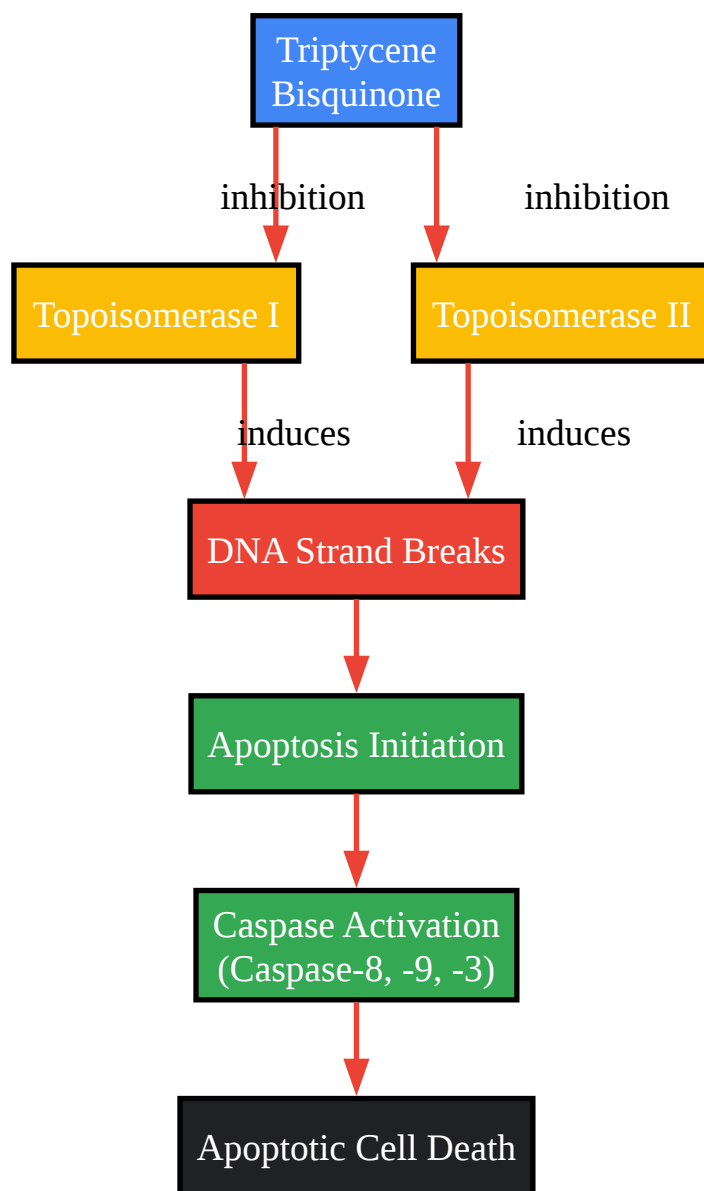 Triptycene
Bisquinone
inhibition
inhibition
Topoisomerase I
Topoisomerase II
induces
induces
DNA Strand Breaks
Apoptosis Initiation
Caspase Activation
(Caspase-8, -9, -3)
Apoptotic Cell Death